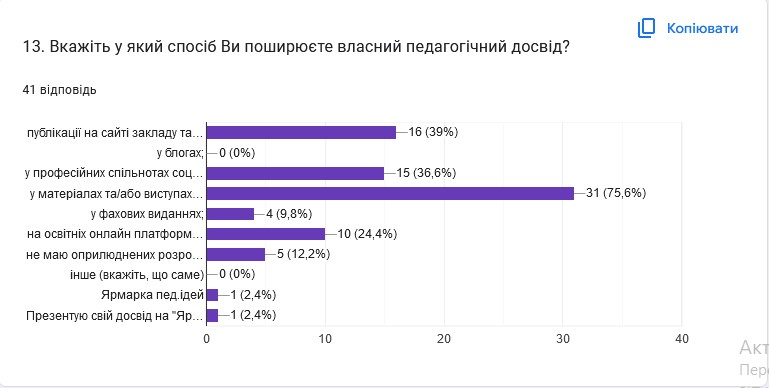 Копіювати
13. Вкажіть у який спосіб Ви поширюєте власний педагогічний досвід?
41 відповідь
публікації на сайті закладу та… 16 (39%)
у блогах; 0 (0%)
у професійних спільнотах соц… 15 (36,6%)
у матеріалах та/або виступах… 31 (75,6%)
у фахових виданнях; 4 (9,8%)
на освітніх онлайн платформ… 10 (24,4%)
не маю оприлюднених розро… 5 (12,2%)
інше (вкажіть, що саме) 0 (0%)
Ярмарка пед.ідей 1 (2,4%)
Презентую свій досвід на "Яр… 1 (2,4%)
0 10 20 30 40
Акт
Пер